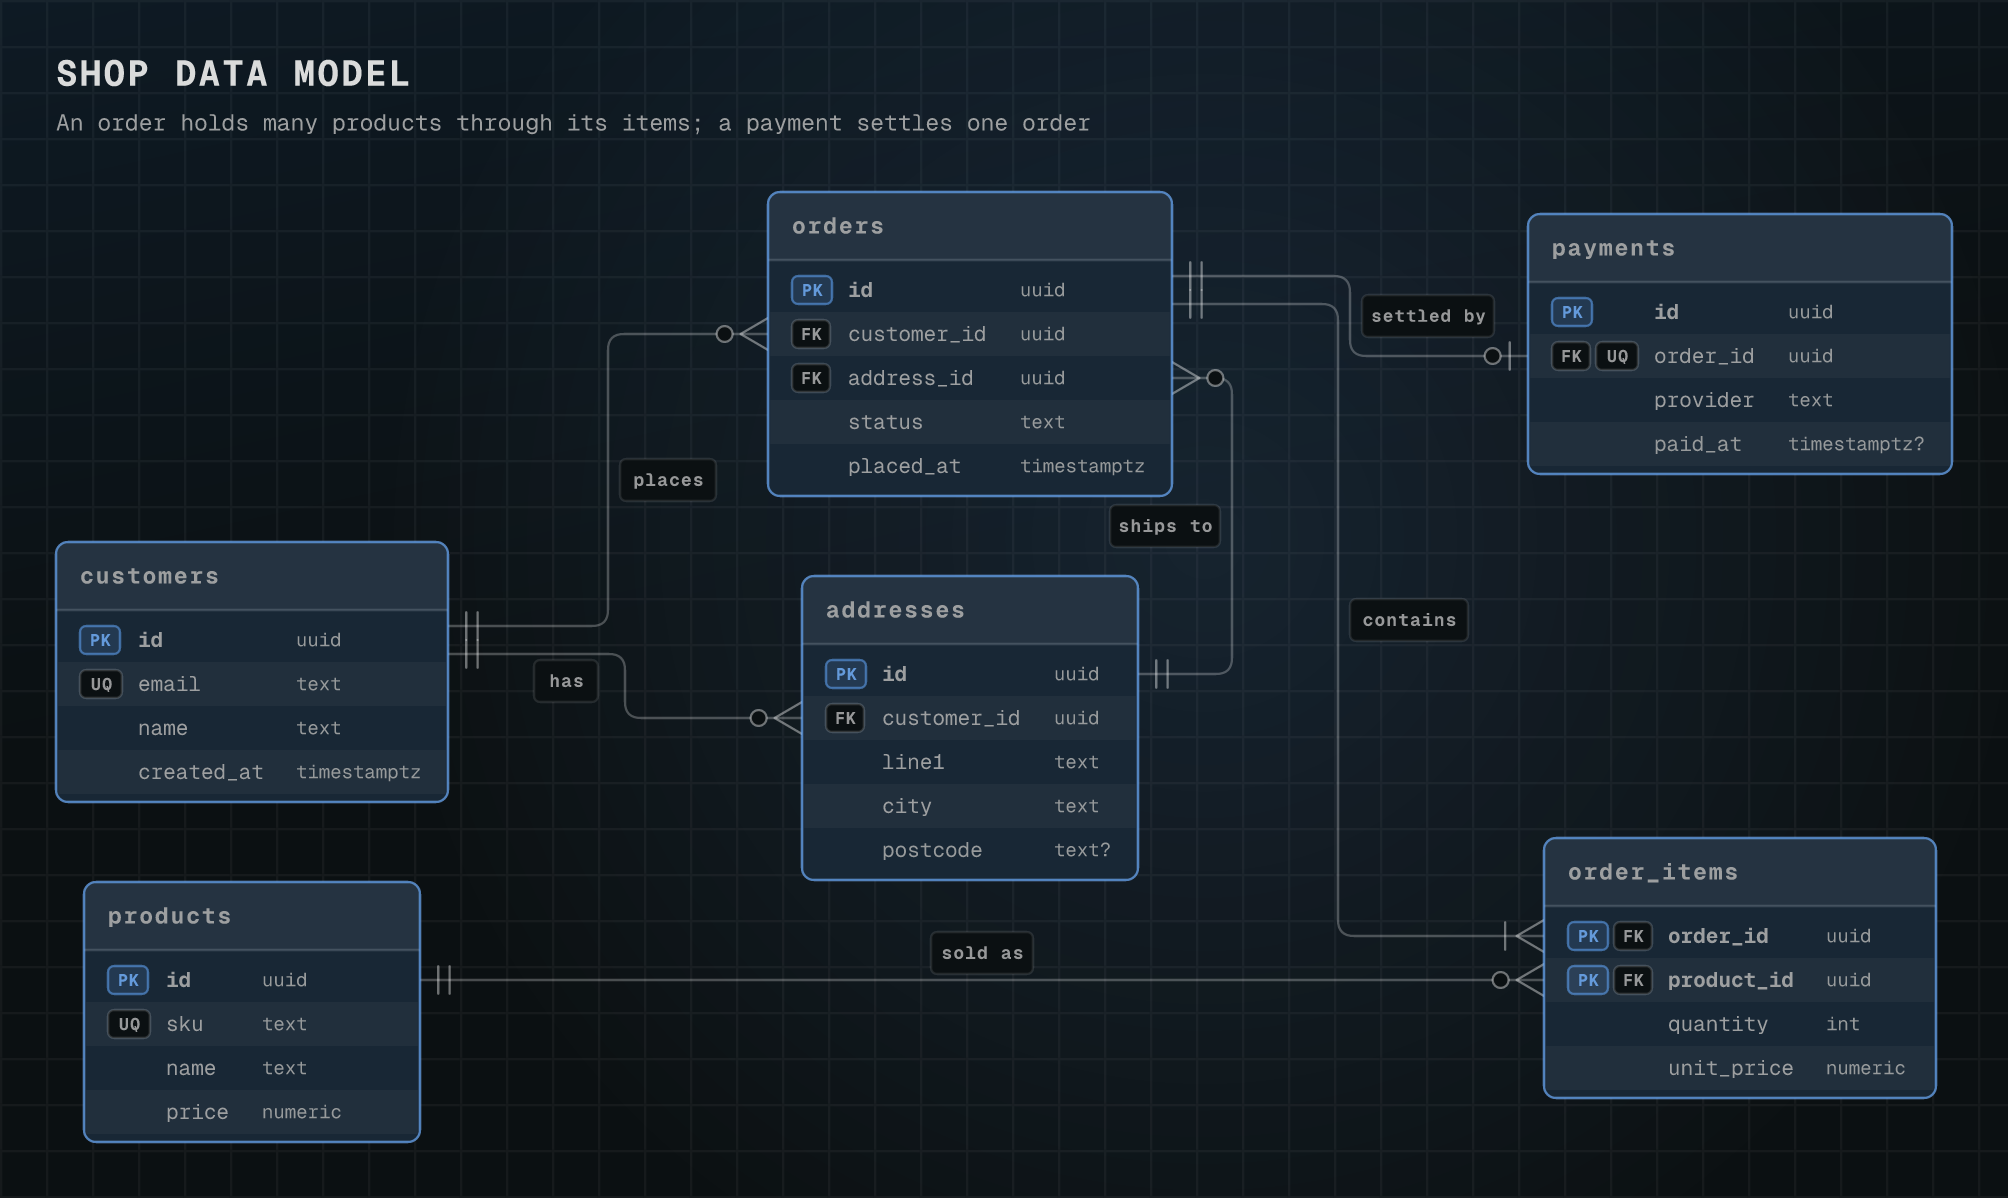 SHOP DATA MODEL
An order holds many products through its items; a payment settles one order
orders
PK id uuid
FK customer_id uuid
FK address_id uuid
status text
placed_at timestamptz
payments
PK id uuid
FK UQ order_id uuid
provider text
paid_at timestamptz?
settled by
places
ships to
contains
has
customers
PK id uuid
UQ email text
name text
created_at timestamptz
addresses
PK id uuid
FK customer_id uuid
line1 text
city text
postcode text?
products
PK id uuid
UQ sku text
name text
price numeric
sold as
order_items
PK FK order_id uuid
PK FK product_id uuid
quantity int
unit_price numeric